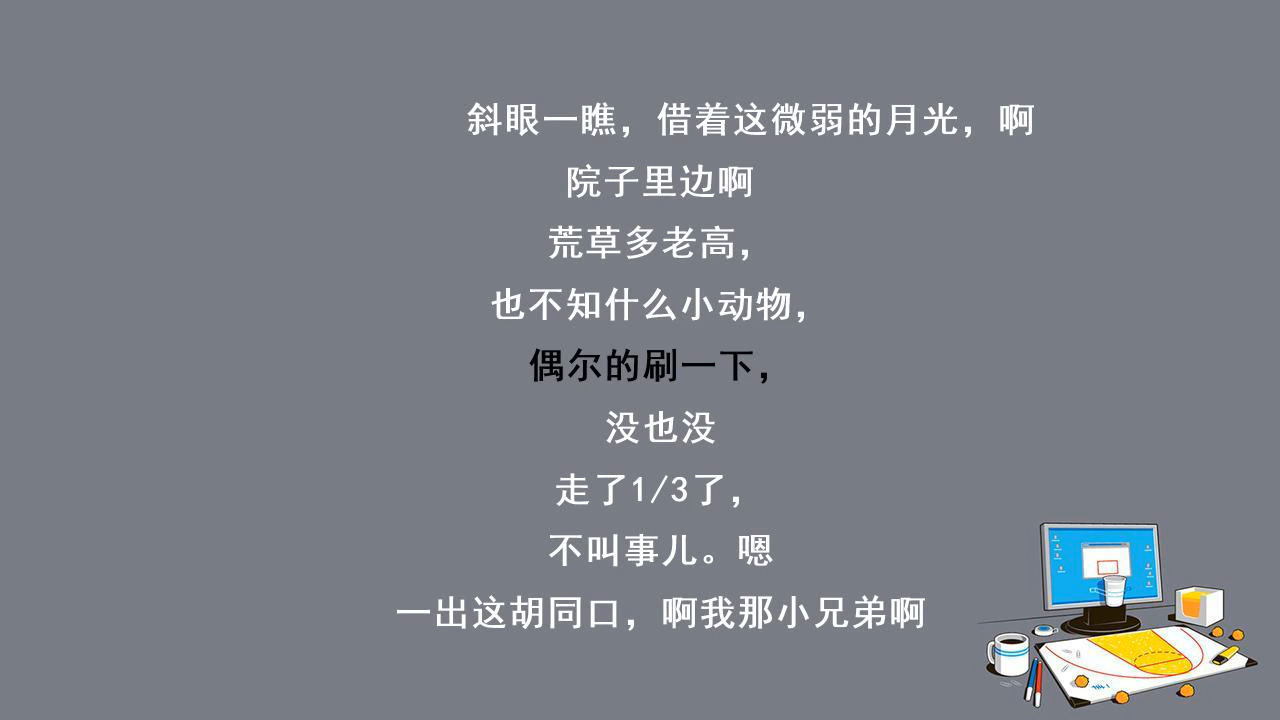 斜眼一瞧，借着这微弱的月光，啊
院子里边啊
荒草多老高，
也不知什么小动物，
偶尔的刷一下，
没也没
走了1/3了，
不叫事儿。嗯
一出这胡同口，啊我那小兄弟啊